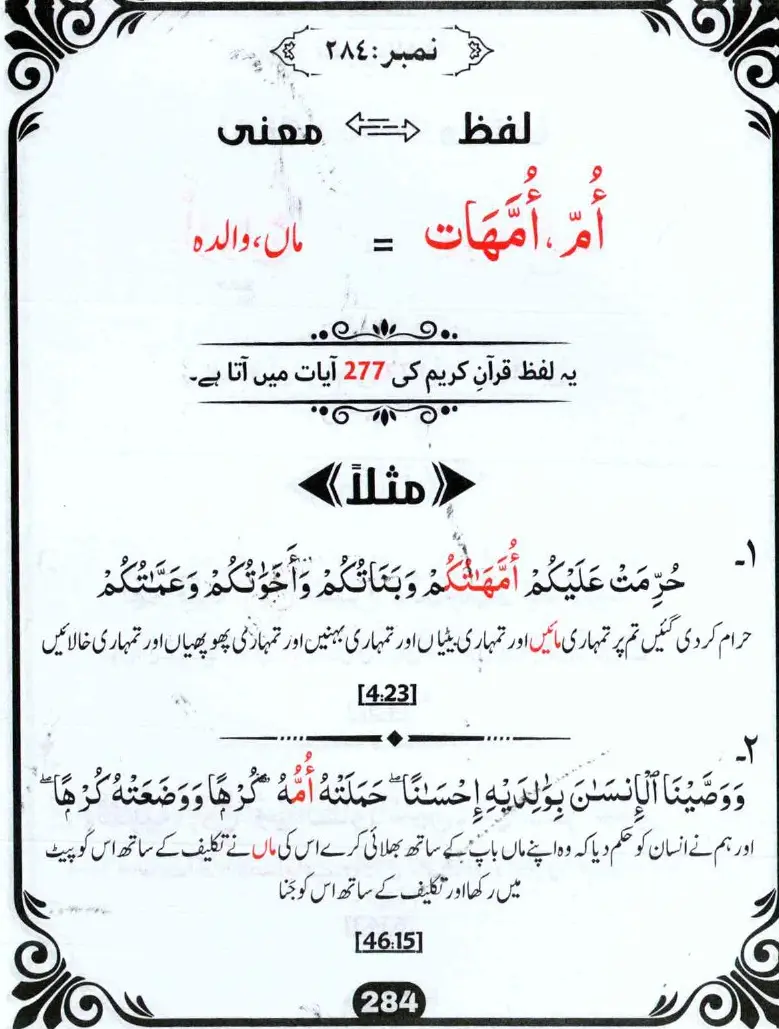 نمبر:۲۸٤
لفظ معنی
أُمّ، أُمَّهَات = ماں،والدہ
یہ لفظ قرآنِ کریم کی 277 آیات میں آتا ہے۔
مثلاً
۱۔
حُرِّمَتْ عَلَيْكُمْ أُمَّهَـٰتُكُمْ وَبَنَاتُكُمْ وَأَخَوَٰتُكُمْ وَعَمَّـٰتُكُمْ
حرام کر دی گئیں تم پر تمہاری مائیں اور تمہاری بیٹیاں اور تمہاری بہنیں اور تمہاری پھوپھیاں اور تمہاری خالائیں
[4:23]
۲۔
وَوَصَّيْنَا ٱلْإِنسَـٰنَ بِوَٰلِدَيْهِ إِحْسَـٰنًا ۖ حَمَلَتْهُ أُمُّهُۥ كُرْهًا وَوَضَعَتْهُ كُرْهًا ۖ
اور ہم نے انسان کو حکم دیا کہ وہ اپنے ماں باپ کے ساتھ بھلائی کرے اس کی ماں نے تکلیف کے ساتھ اس کو پیٹ
میں رکھا اور تکلیف کے ساتھ اس کو جَنا
[46:15]
284